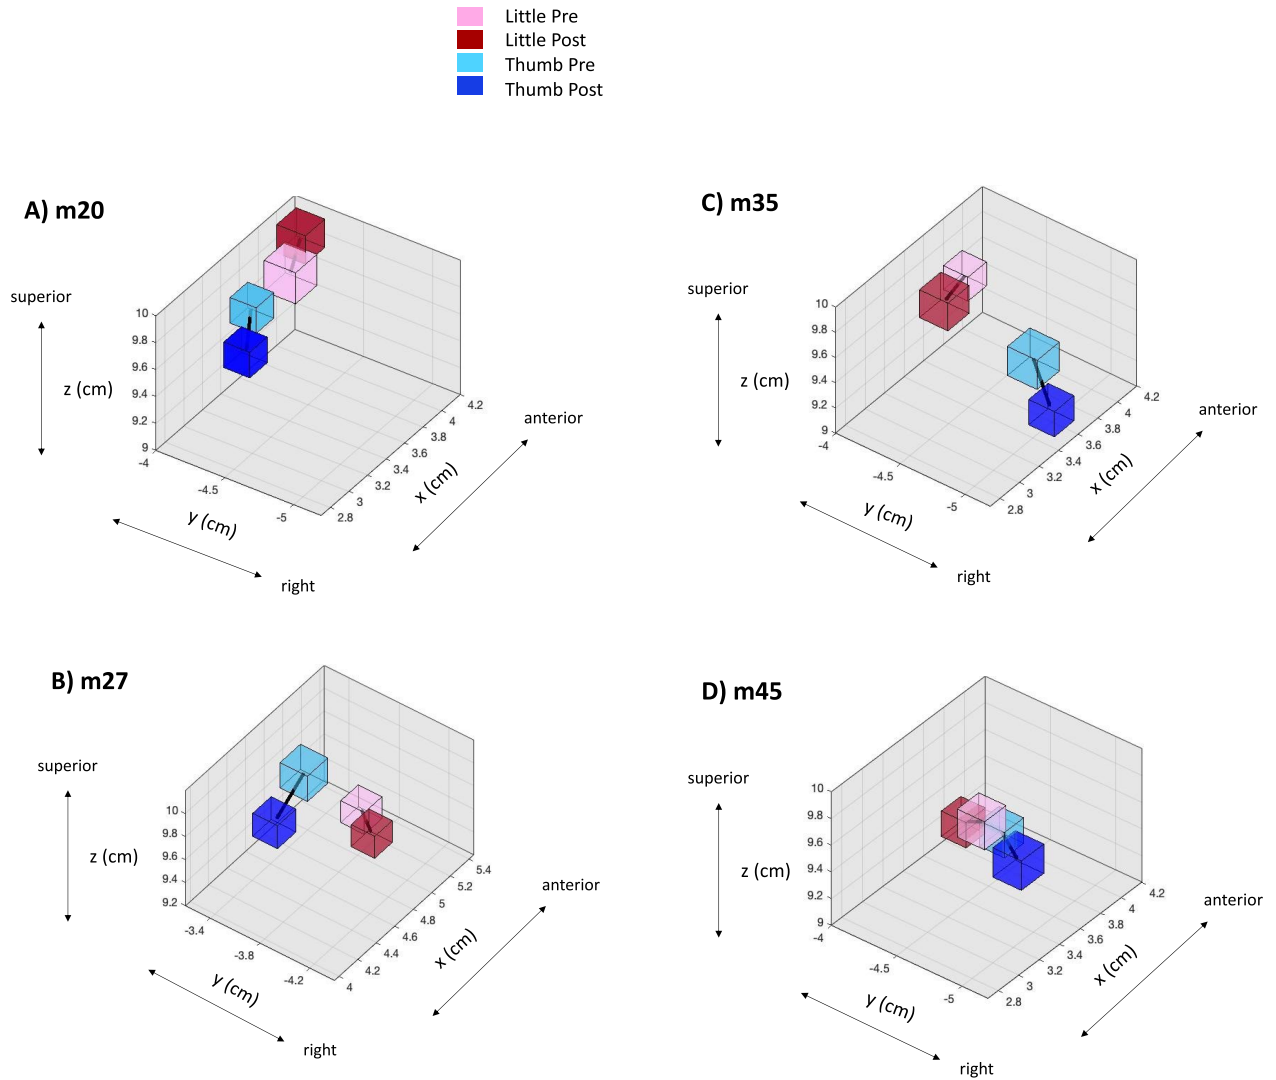 Little Pre
Little Post
Thumb Pre
Thumb Post
A) m20
superior
z (cm)
10
9.8
9.6
9.4
9.2
9
-4
-4.5
-5
y (cm)
right
2.8
3
3.2
3.4
3.6
3.8
4
4.2
x (cm)
anterior
C) m35
superior
z (cm)
10
9.8
9.6
9.4
9.2
9
-4
-4.5
-5
y (cm)
right
2.8
3
3.2
3.4
3.6
3.8
4
4.2
x (cm)
anterior
B) m27
superior
z (cm)
10
9.8
9.6
9.4
9.2
-3.4
-3.8
-4.2
y (cm)
right
4
4.2
4.4
4.6
4.8
5
5.2
5.4
x (cm)
anterior
D) m45
superior
z (cm)
10
9.8
9.6
9.4
9.2
9
-4
-4.5
-5
y (cm)
right
2.8
3
3.2
3.4
3.6
3.8
4
4.2
x (cm)
anterior